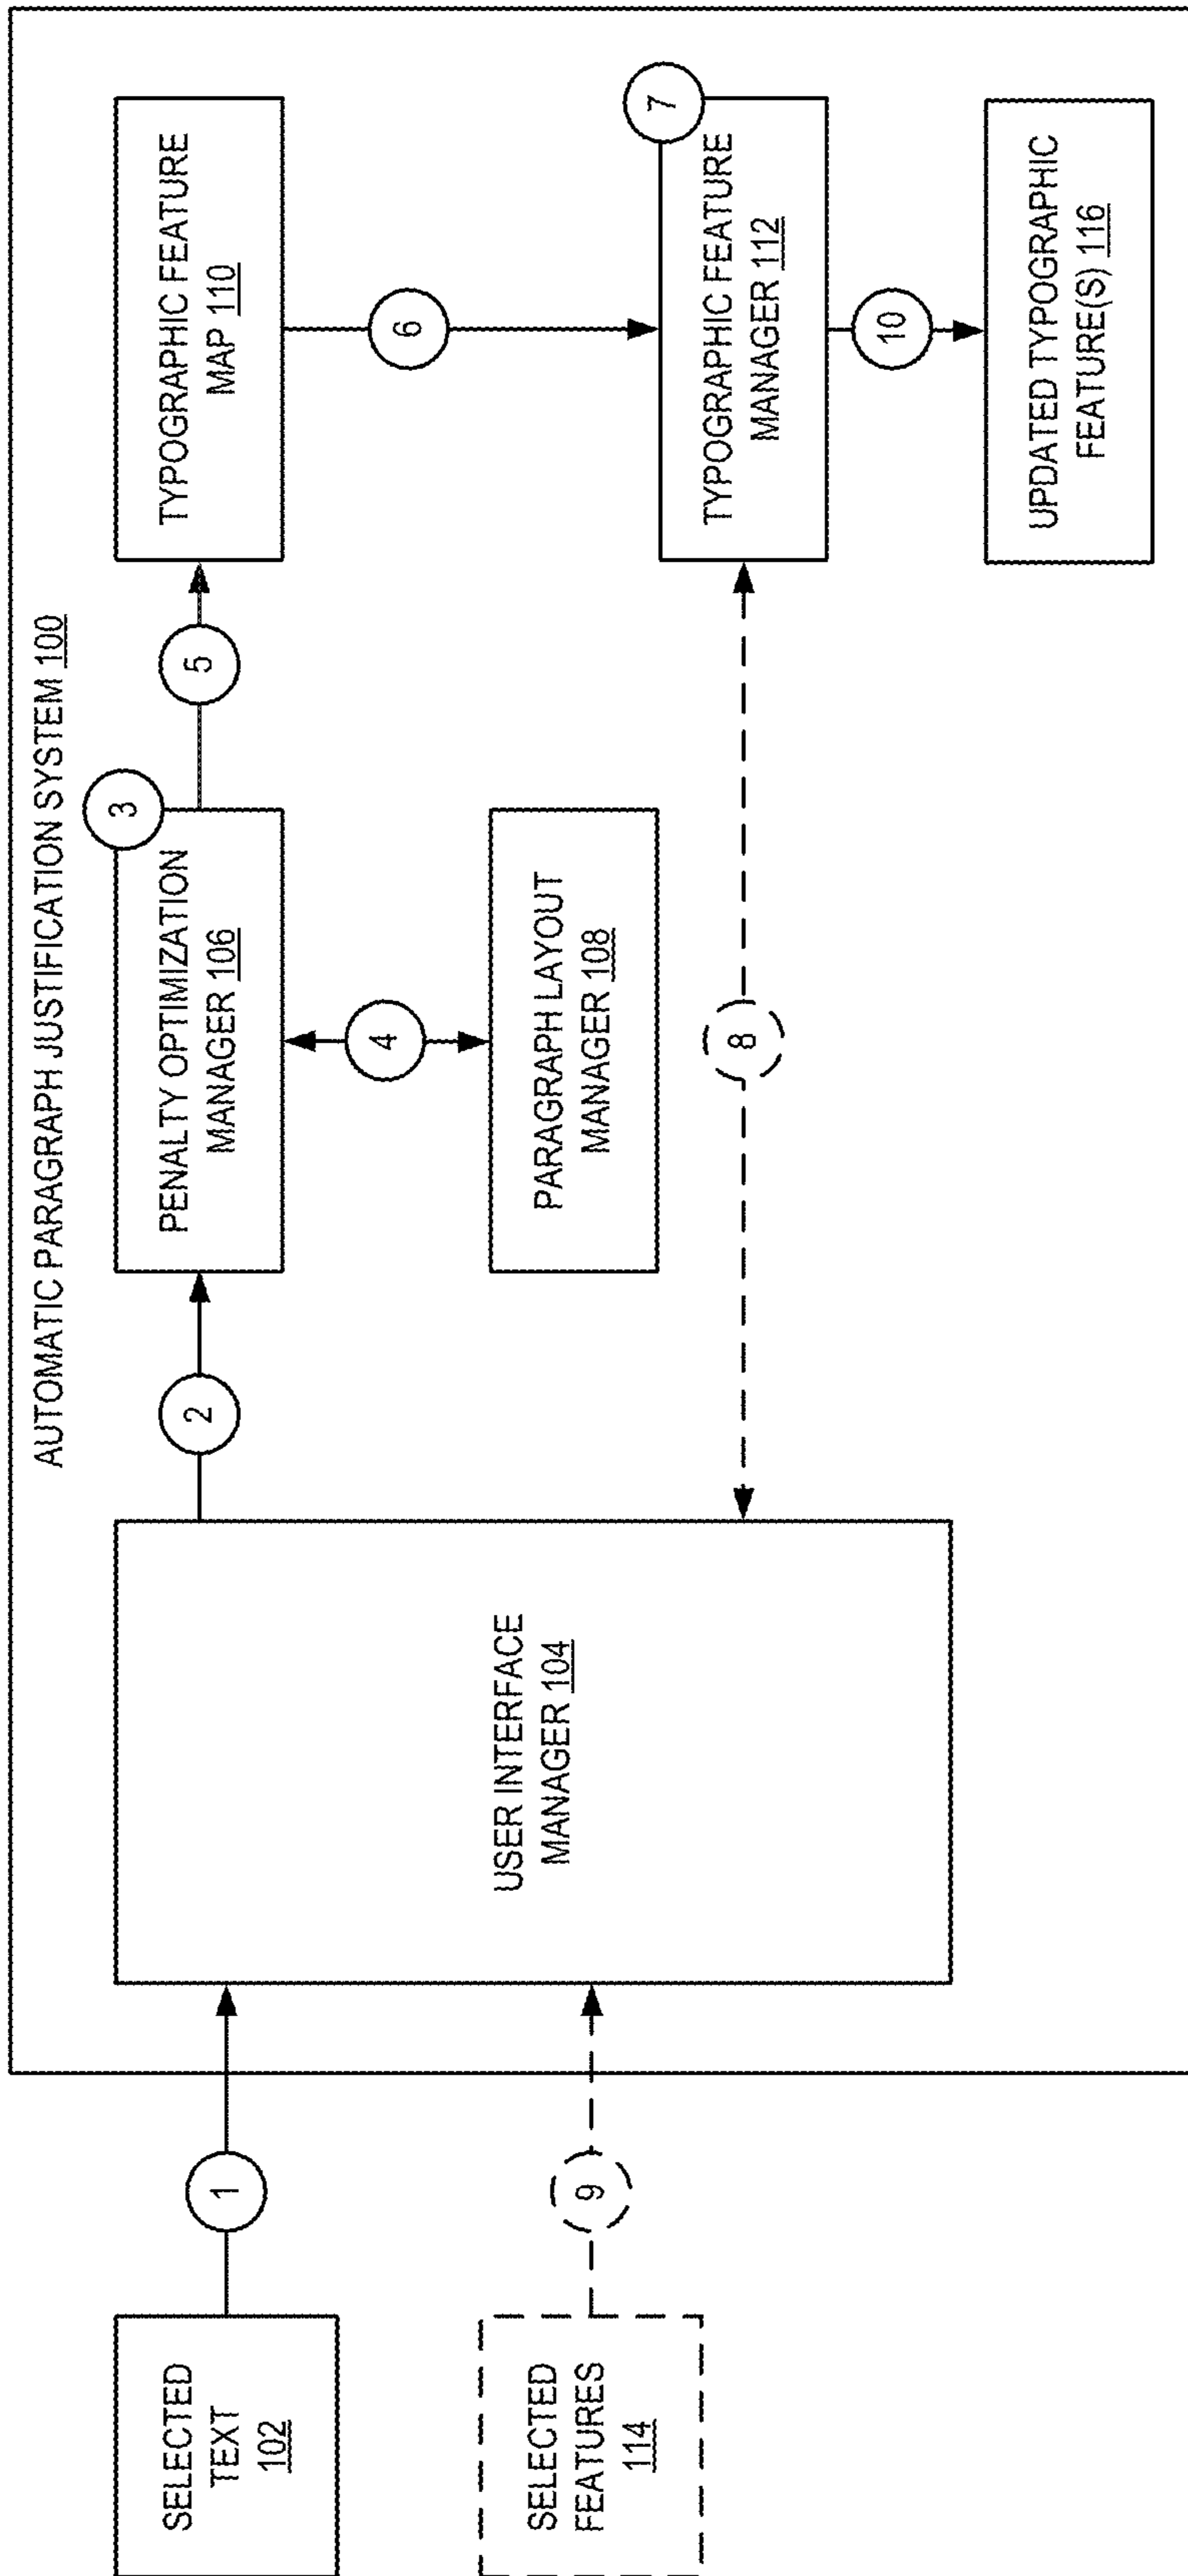 AUTOMATIC PARAGRAPH JUSTIFICATION SYSTEM 100
SELECTED
TEXT
102
1
USER INTERFACE
MANAGER 104
2
PENALTY OPTIMIZATION
MANAGER 106
3
4
PARAGRAPH LAYOUT
MANAGER 108
5
TYPOGRAPHIC FEATURE
MAP 110
6
TYPOGRAPHIC FEATURE
MANAGER 112
7
8
SELECTED
FEATURES
114
9
10
UPDATED TYPOGRAPHIC
FEATURE(S) 116